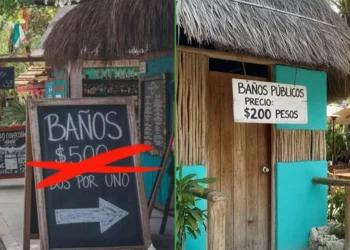 BAÑOS
$500
DOS POR UNO
BAÑOS PÚBLICOS
PRECIO:
$200 PESOS